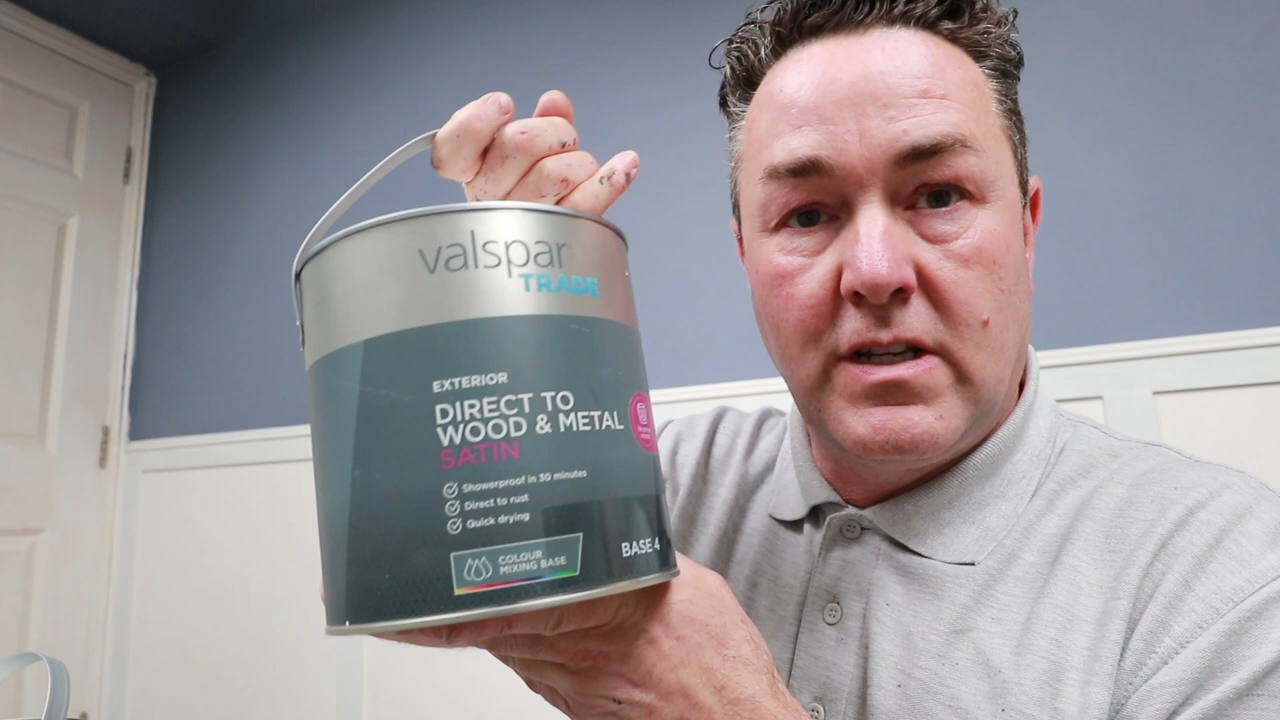 valspar
TRADE
EXTERIOR
DIRECT TO
WOOD & METAL
SATIN
Showerproof in 30 minutes
Direct to rust
Quick drying
COLOUR
MIXING BASE
BASE 4